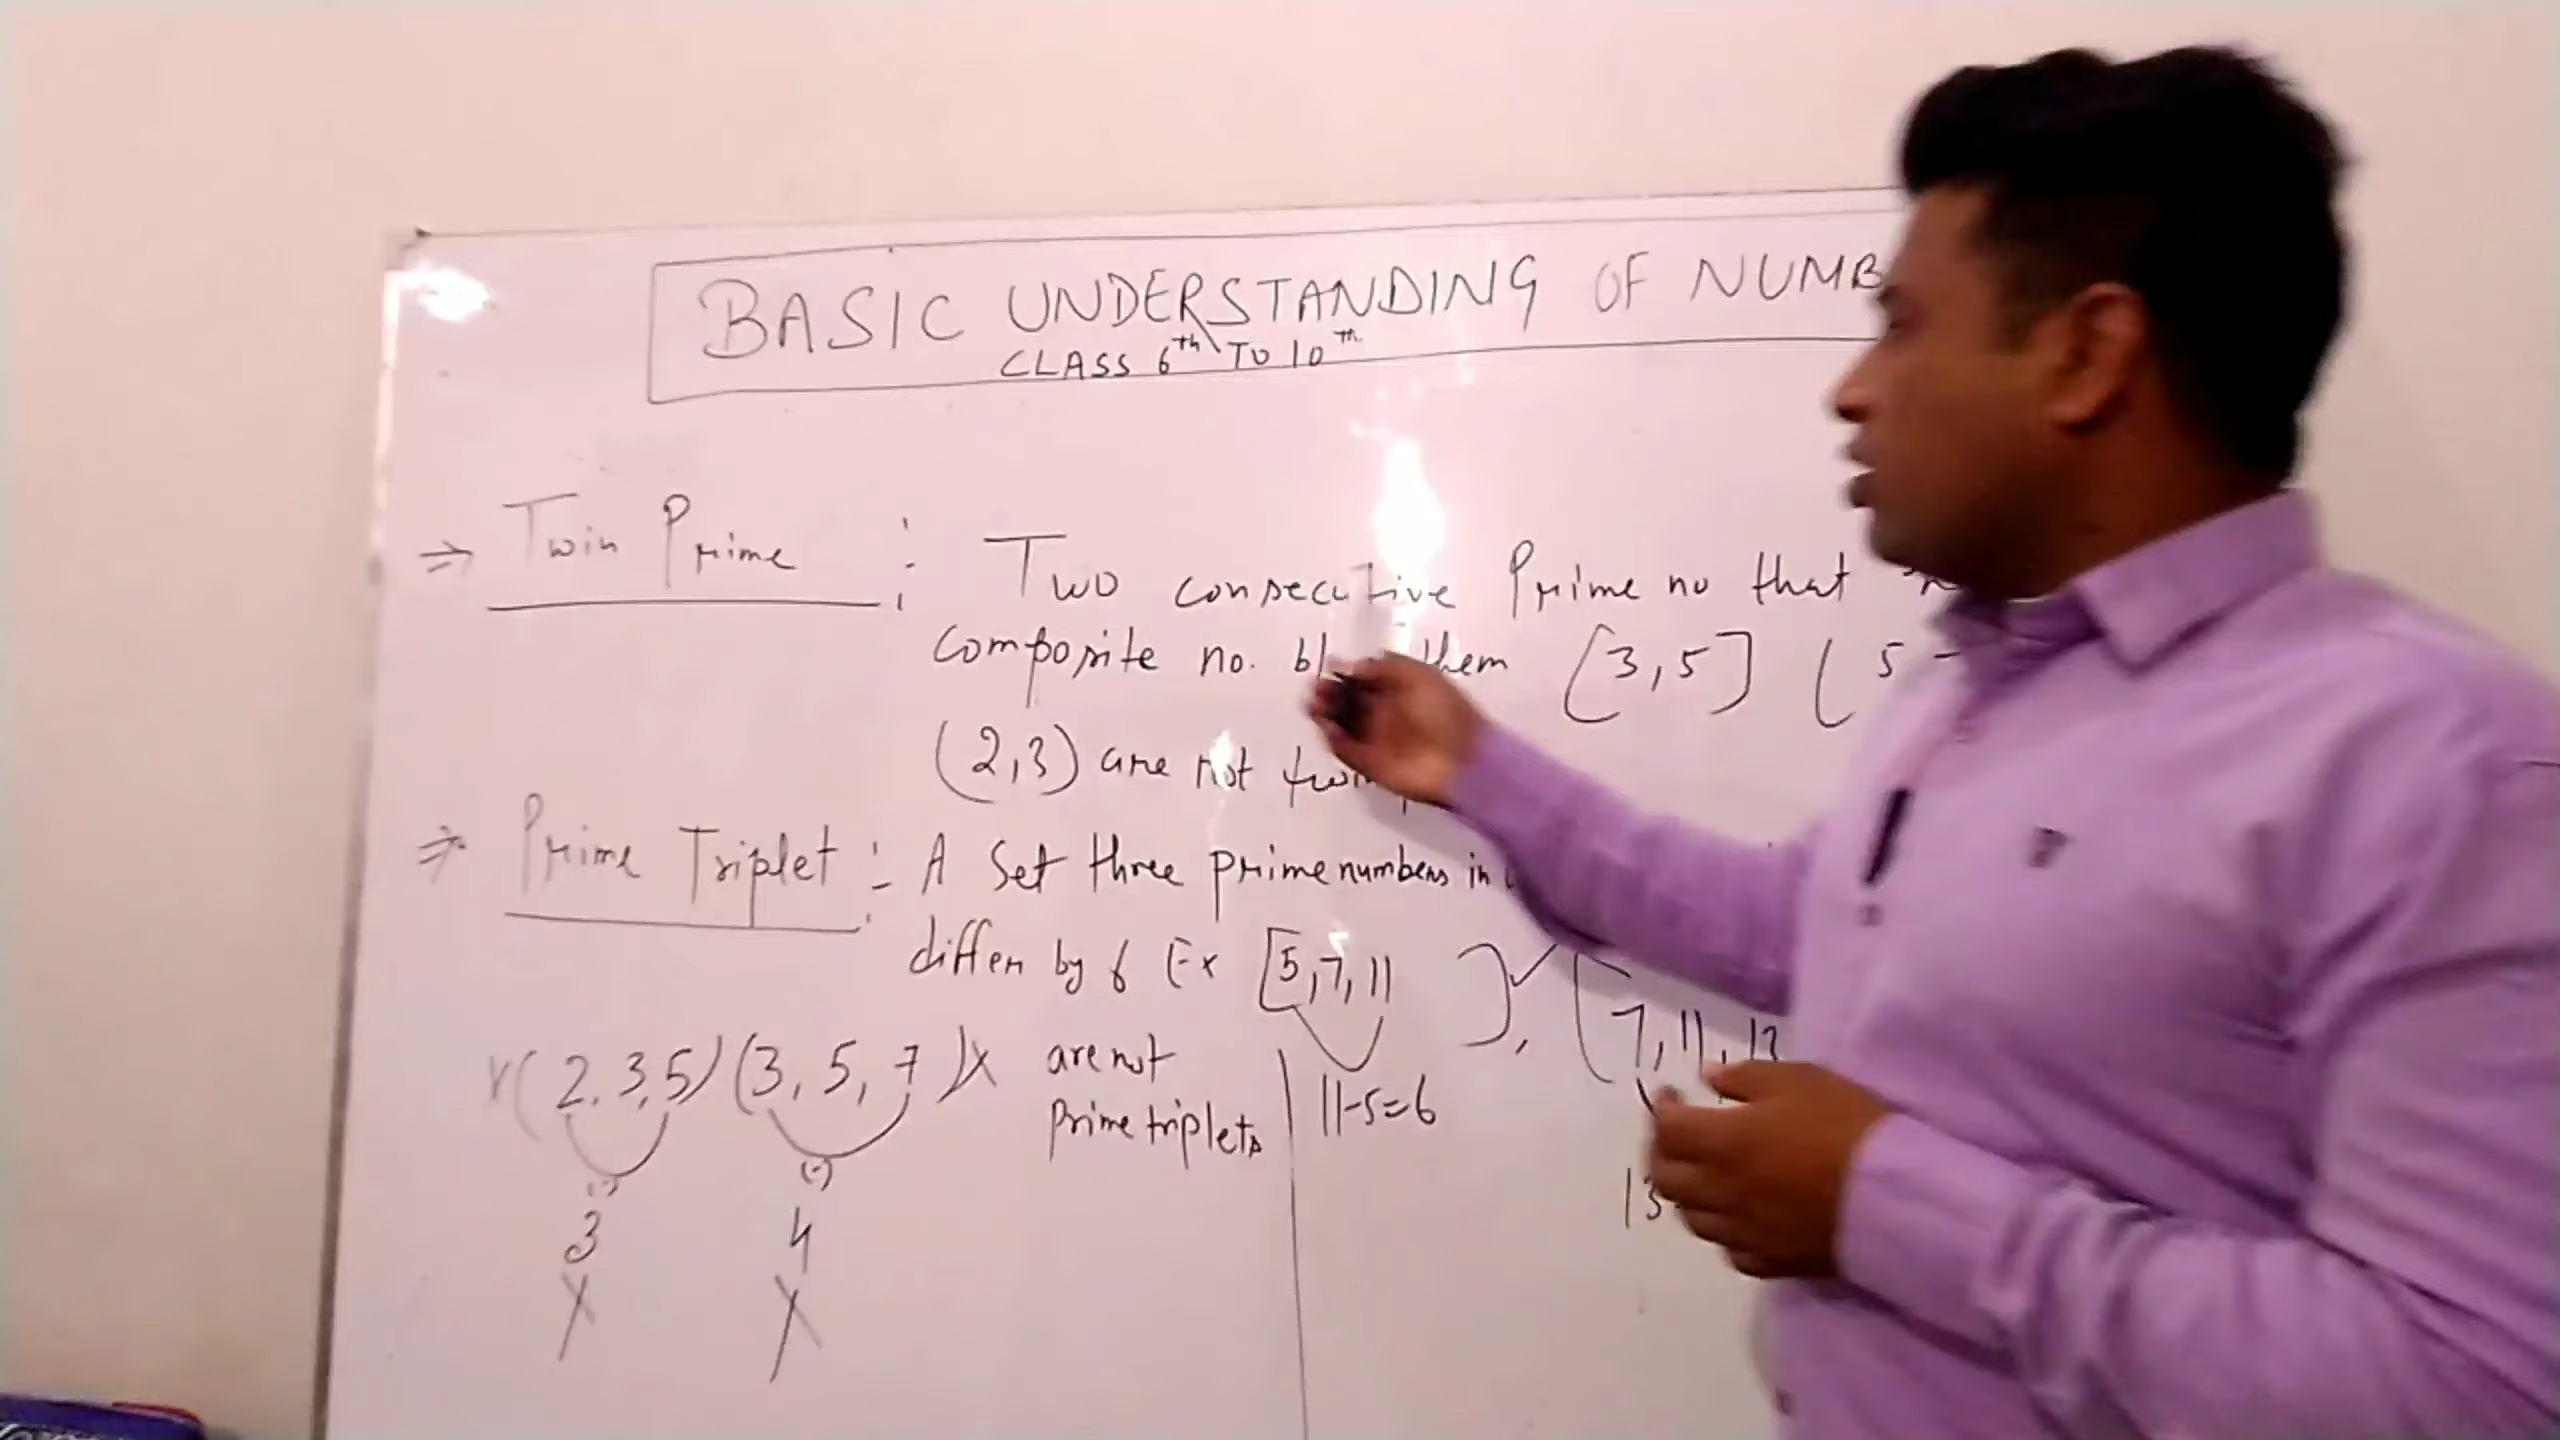 BASIC UNDERSTANDING OF NUMB
CLASS 6th TO 10th
⇒ Twin Prime : Two consecutive Prime no that
composite no. b/ them [3,5] (5
(2,3) are not twin
⇒ Prime Triplet :- A Set three prime numbers in
differ by 6 Ex [5,7,11 ]✓, (7,11,13
(2,3,5) (3,5,7)X are not
prime triplets
11-5=6
(-) (-)
3 4
X X
13